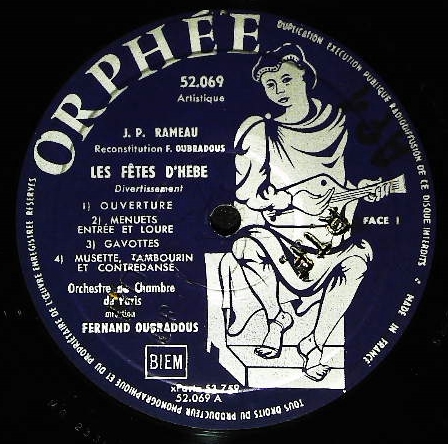 ORPHÉE
52.069
Artistique
J. P. RAMEAU
Reconstitution F. OUBRADOUS
LES FÊTES D'HEBE
Divertissement
1) OUVERTURE
2) MENUETS
ENTRÉE ET LOURE
3) GAVOTTES
4) MUSETTE, TAMBOURIN
ET CONTREDANSE
Orchestre de Chambre
de Paris
FERNAND OUBRADOUS
BIEM
52.069 A
FACE I
DUPLICATION EXECUTION PUBLIQUE RADIODIFFUSION DE CE DISQUE INTERDITS
MADE IN FRANCE
TOUS DROITS DU PRODUCTEUR PHONOGRAPHIQUE ET DU PROPRIETAIRE DE L'ŒUVRE ENREGISTREE RESERVES